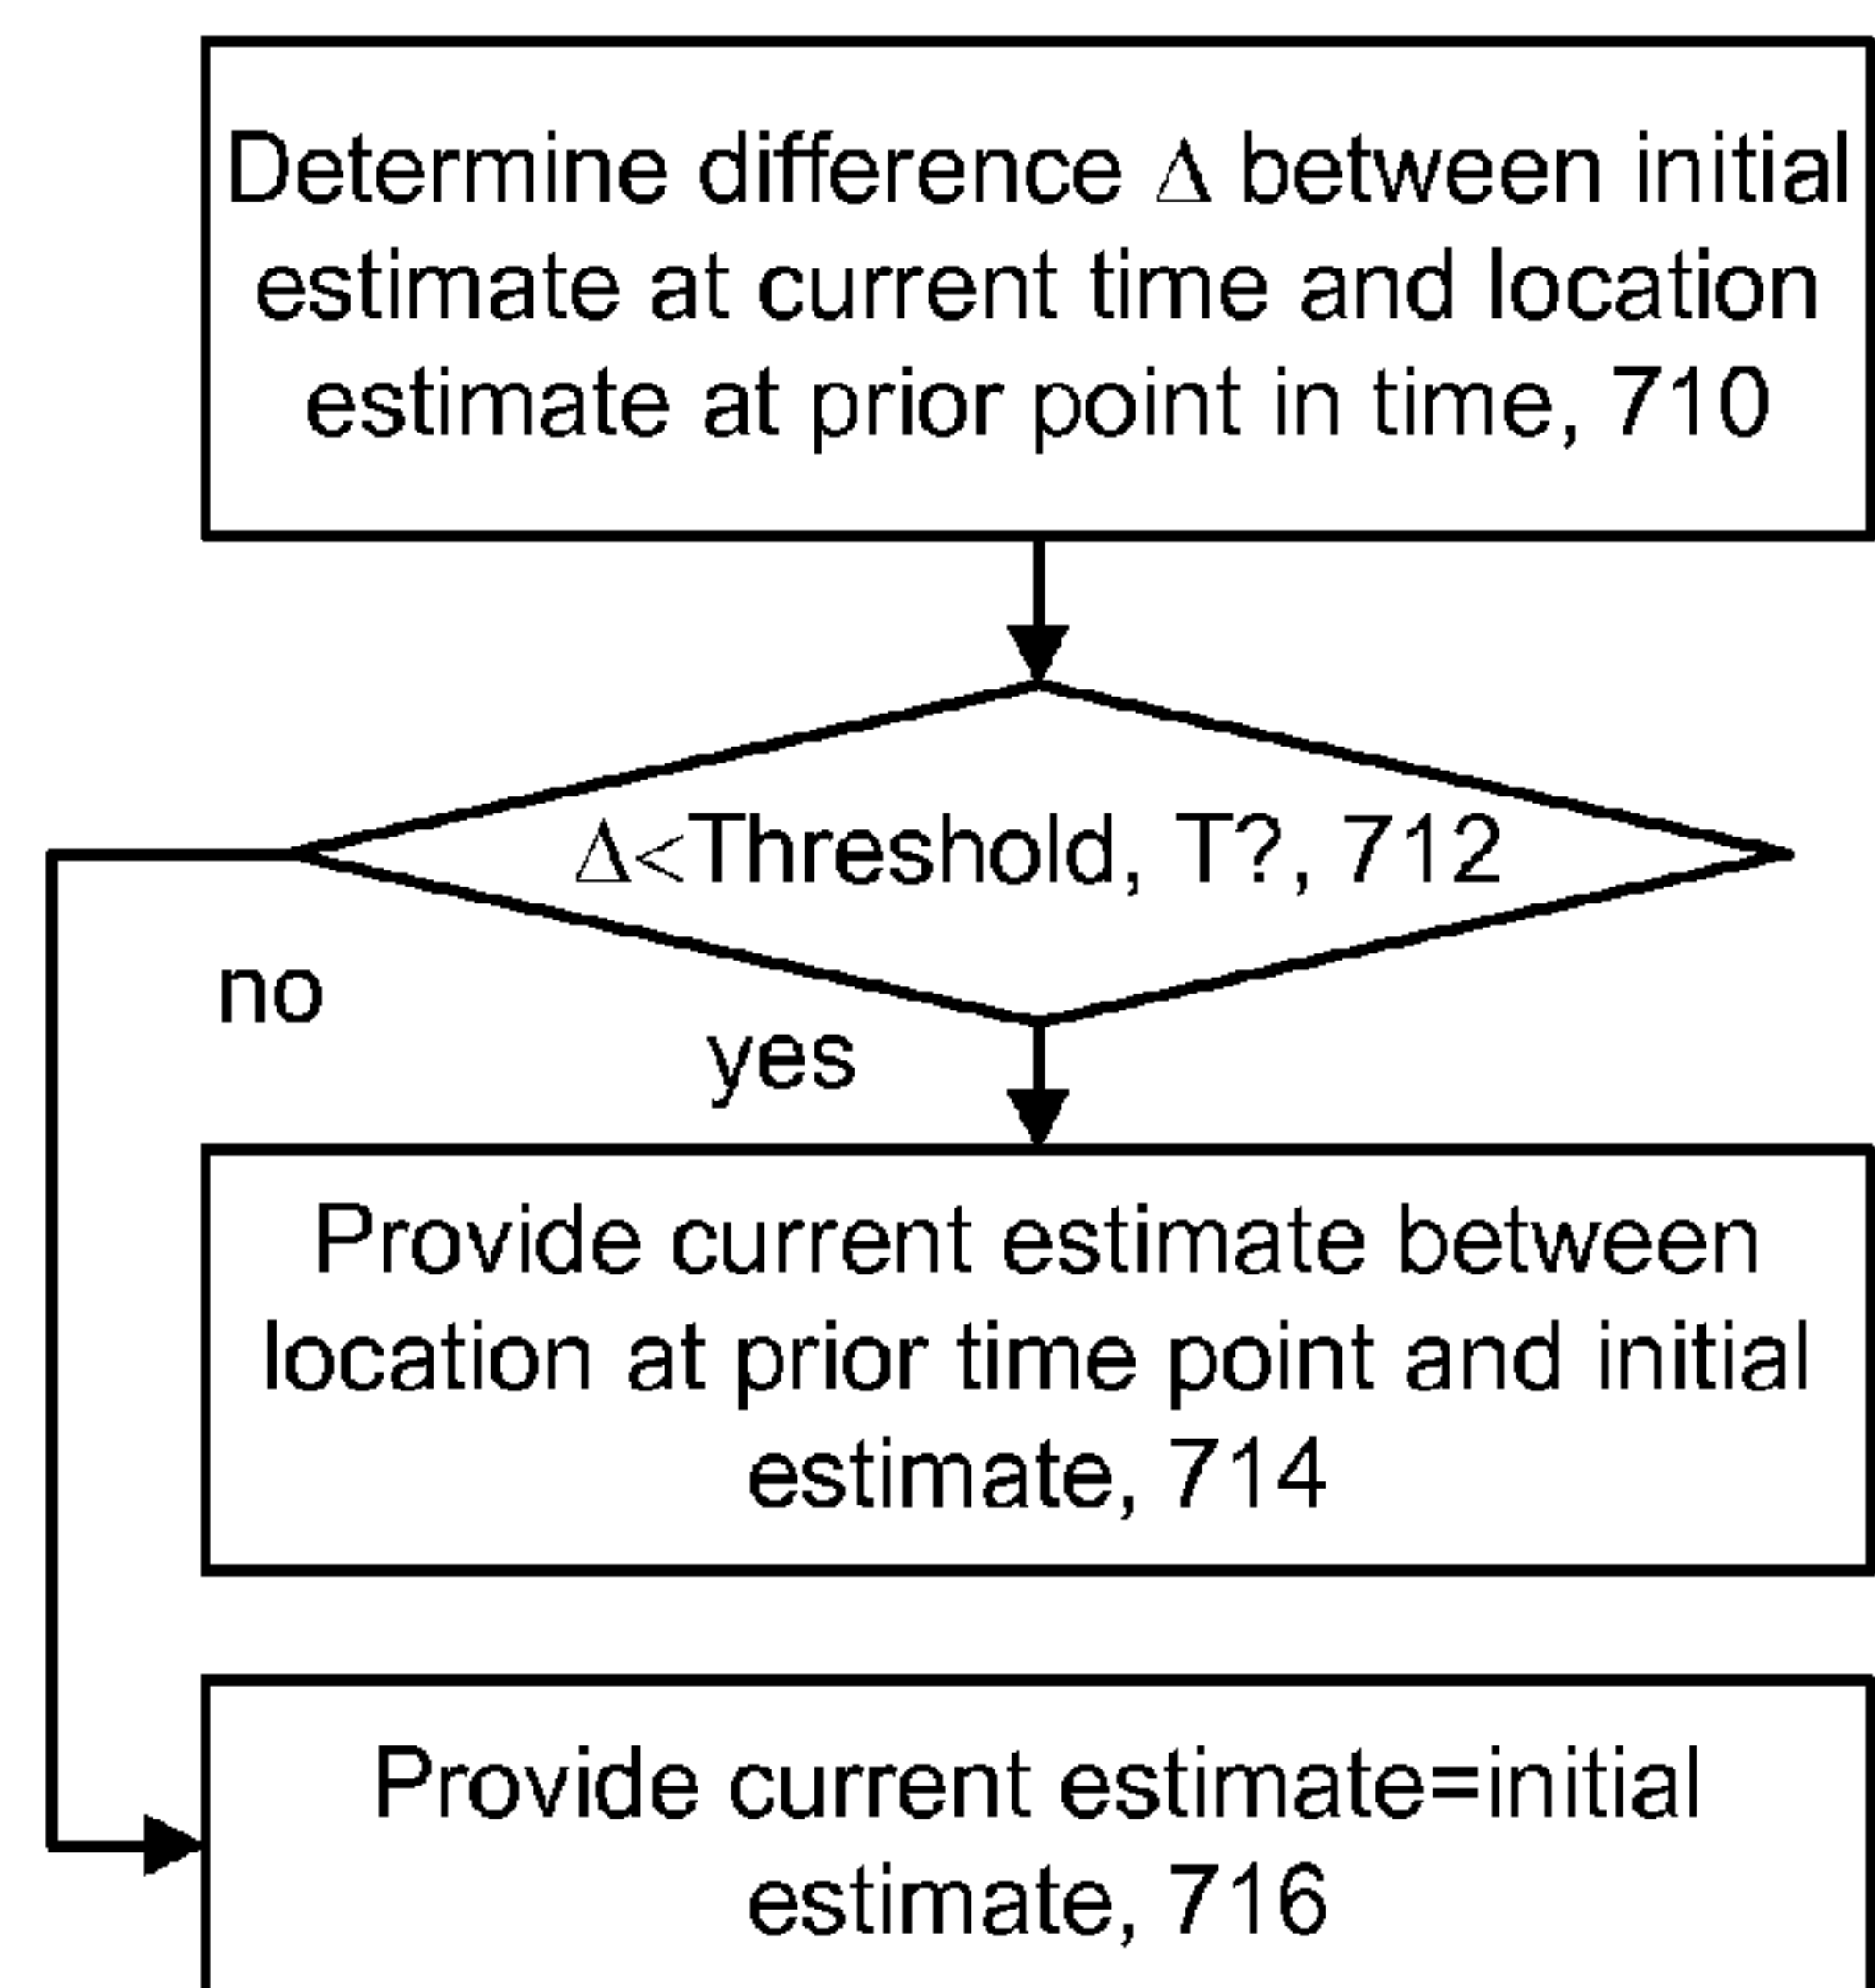 Determine difference Δ between initial
estimate at current time and location
estimate at prior point in time, 710
Δ<Threshold, T?, 712
no
yes
Provide current estimate between
location at prior time point and initial
estimate, 714
Provide current estimate=initial
estimate, 716